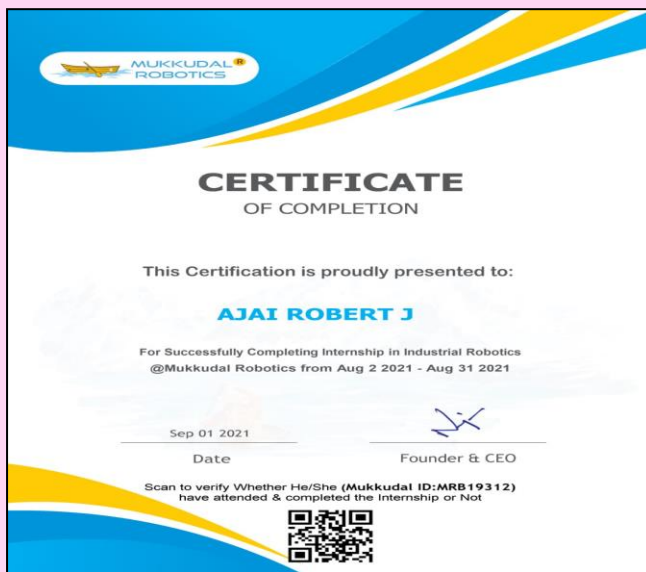 MUKKUDAL®
ROBOTICS
CERTIFICATE
OF COMPLETION
This Certification is proudly presented to:
AJAI ROBERT J
For Successfully Completing Internship in Industrial Robotics
@Mukkudal Robotics from Aug 2 2021 - Aug 31 2021
Sep 01 2021
Date
Founder & CEO
Scan to verify Whether He/She (Mukkudal ID:MRB19312)
have attended & completed the Internship or Not